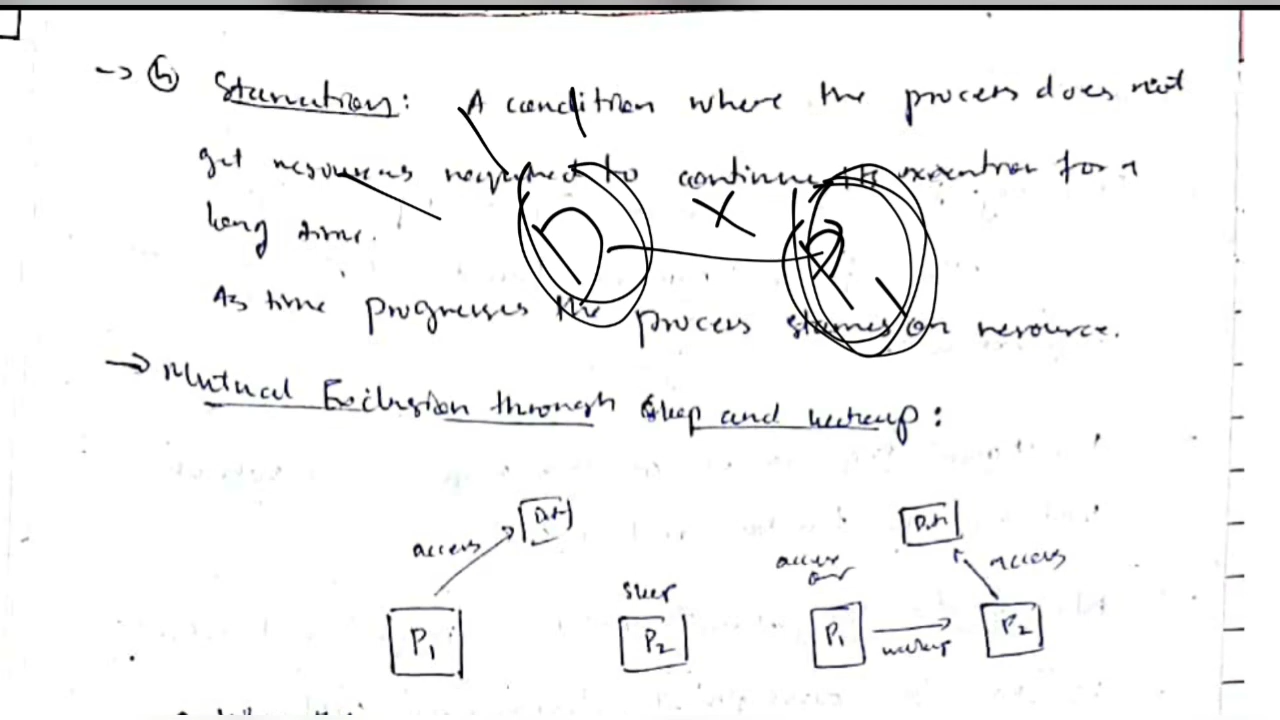 -> (5) Starvation: A condition where the process does not
get resources required to continue its execution for a
long time.
As time progresses the process starves on resource.
-> Mutual Exclusion through sleep and wakeup:
access
Data
sleep
P1
P2
access over
Data
access
P1
wakeup
P2